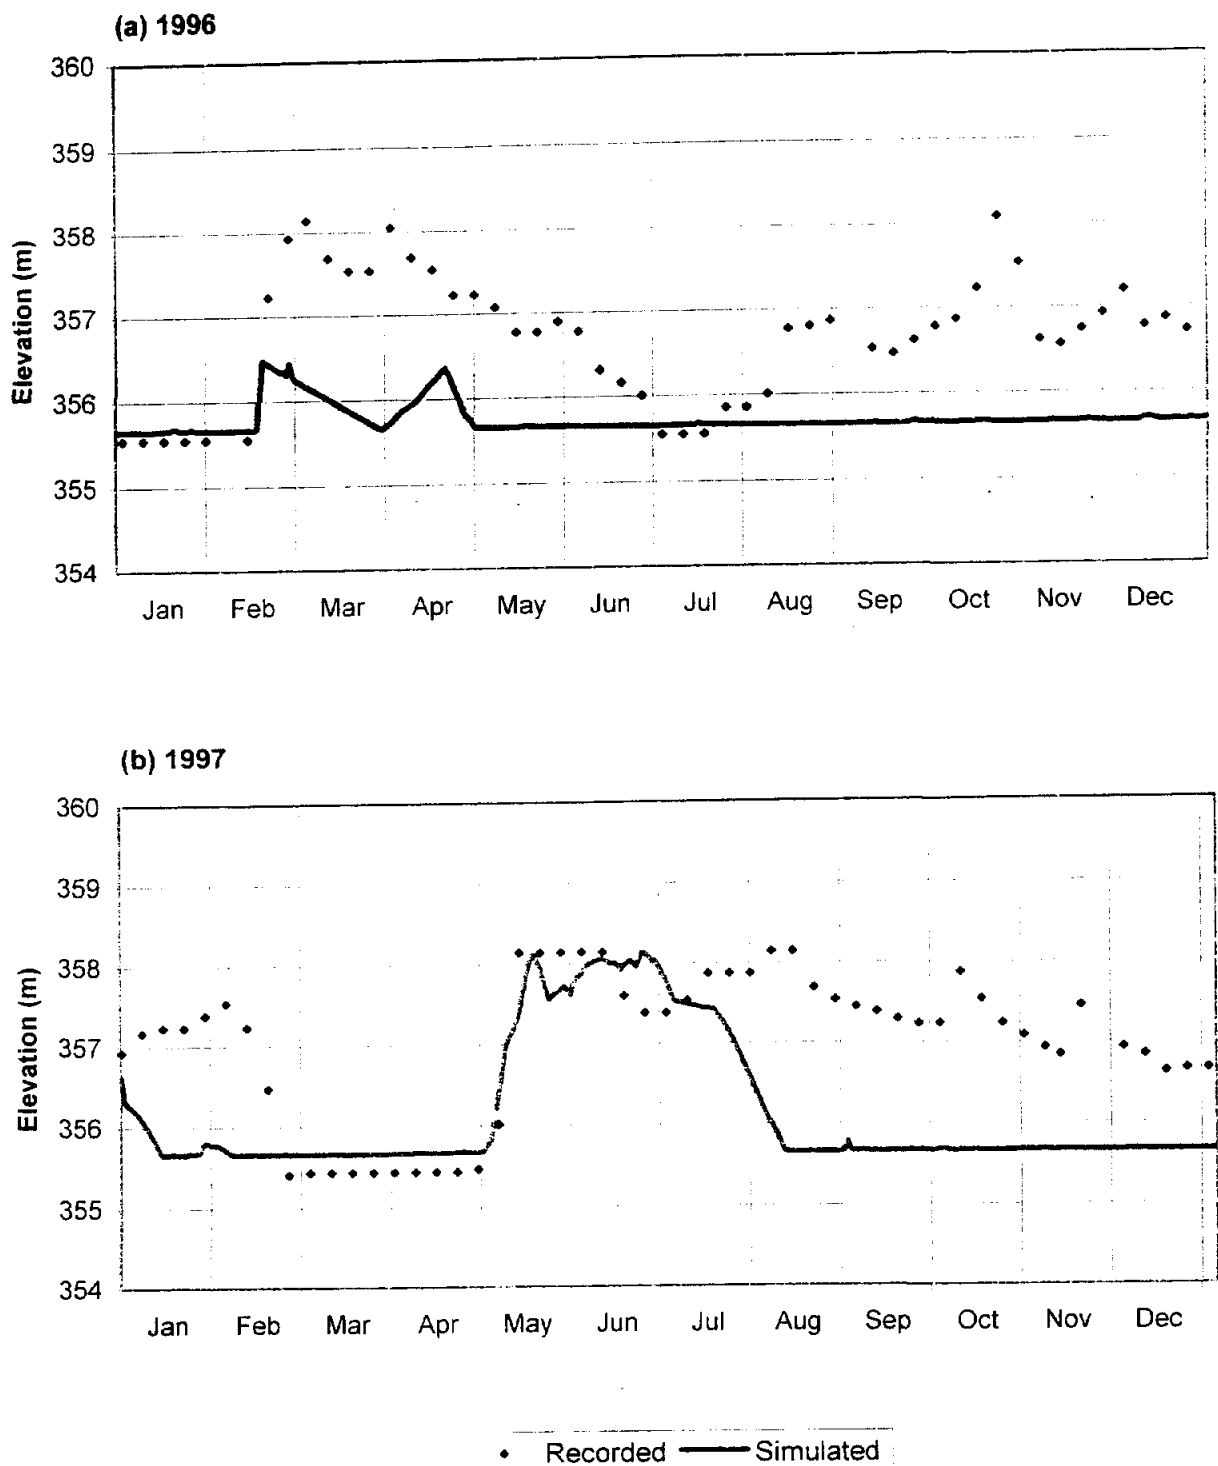 (a) 1996
360
359
358
357
356
355
354
Elevation (m)
Jan Feb Mar Apr May Jun Jul Aug Sep Oct Nov Dec
(b) 1997
360
359
358
357
356
355
354
Elevation (m)
Jan Feb Mar Apr May Jun Jul Aug Sep Oct Nov Dec
Recorded Simulated